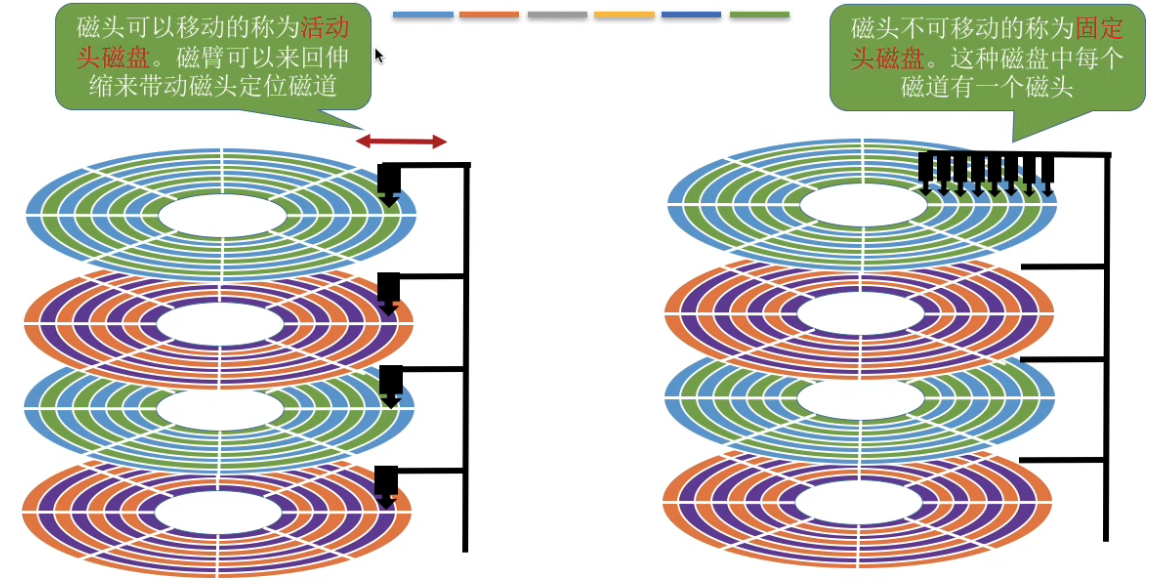 磁头可以移动的称为活动
头磁盘。磁臂可以来回伸
缩来带动磁头定位磁道
磁头不可移动的称为固定
头磁盘。这种磁盘中每个
磁道有一个磁头